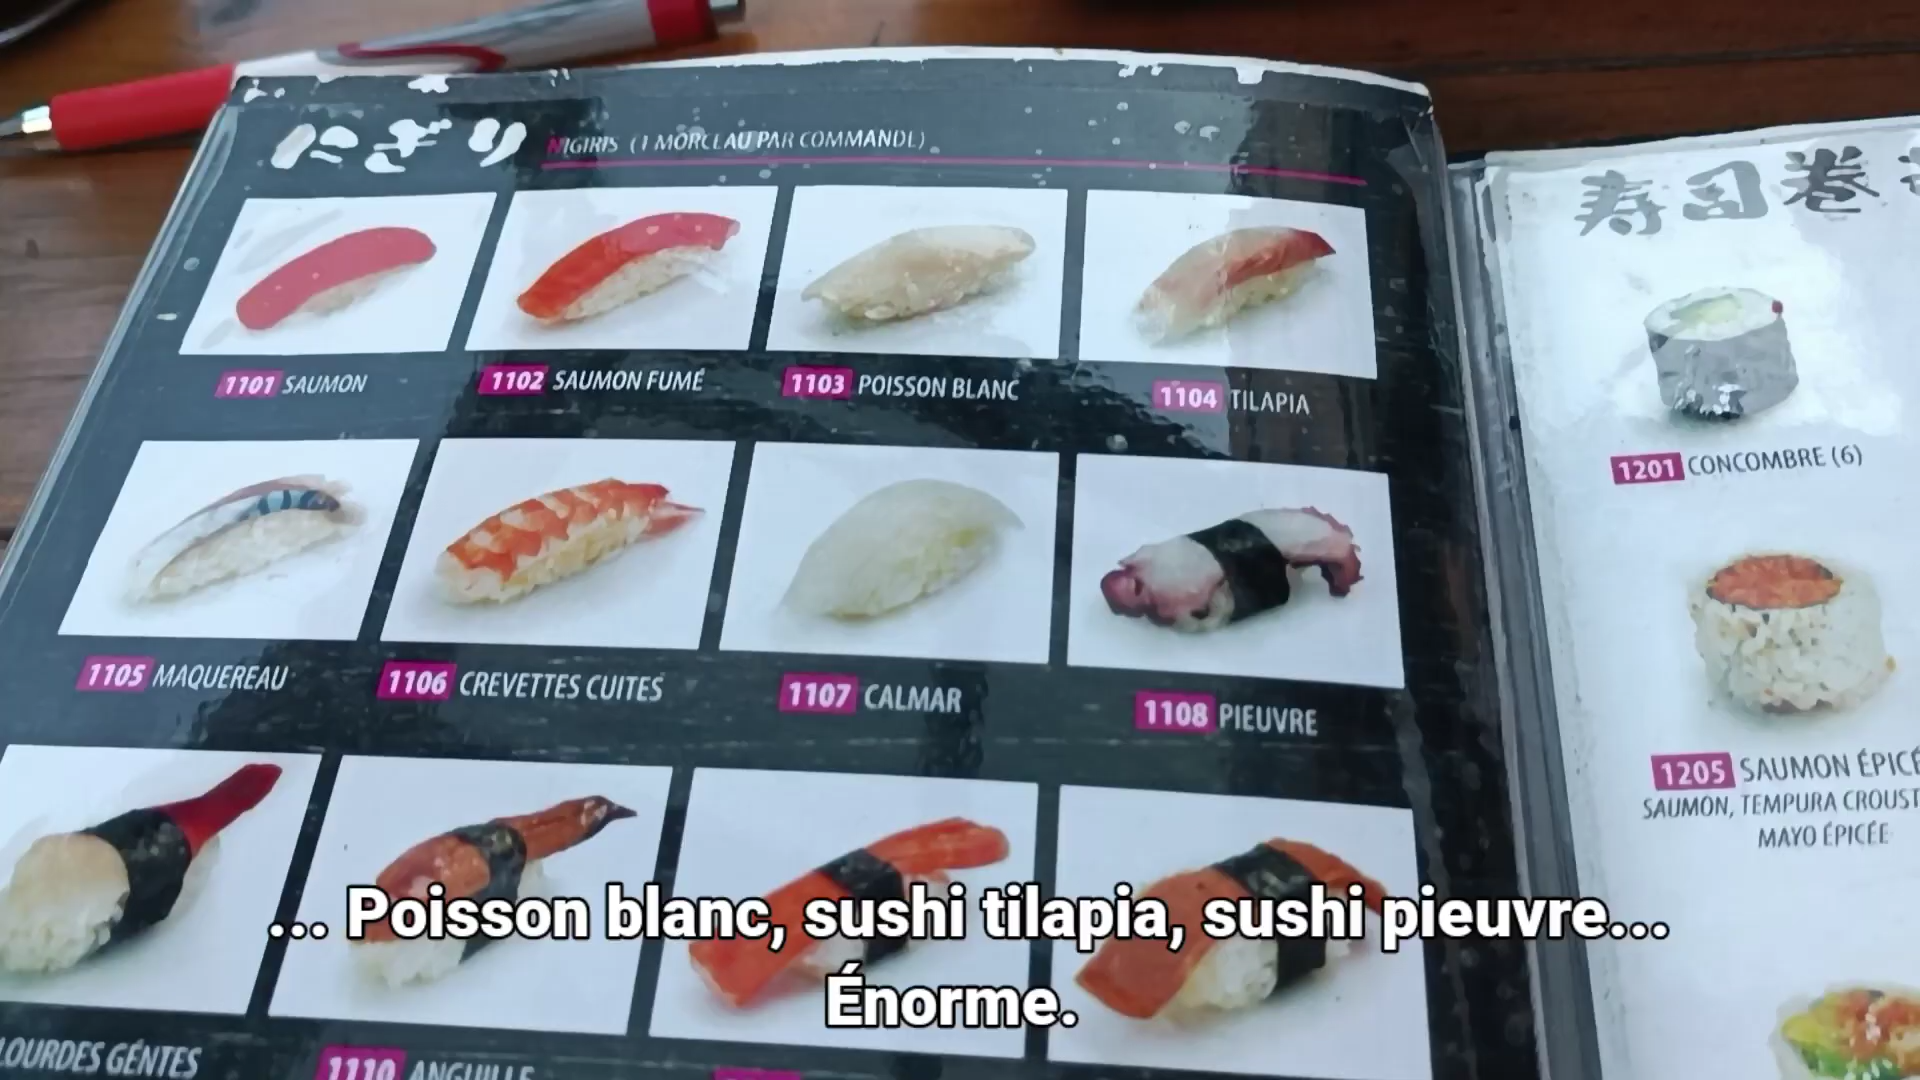 にぎり NIGIRIS (1 MORCEAU PAR COMMANDE)
1101 SAUMON
1102 SAUMON FUMÉ
1103 POISSON BLANC
1104 TILAPIA
1105 MAQUEREAU
1106 CREVETTES CUITES
1107 CALMAR
1108 PIEUVRE
LOURDES GÉNTES
1110 ANGUILLE
寿司巻
1201 CONCOMBRE (6)
1205 SAUMON ÉPICÉ
SAUMON, TEMPURA CROUST
MAYO ÉPICÉE
... Poisson blanc, sushi tilapia, sushi pieuvre...
Énorme.